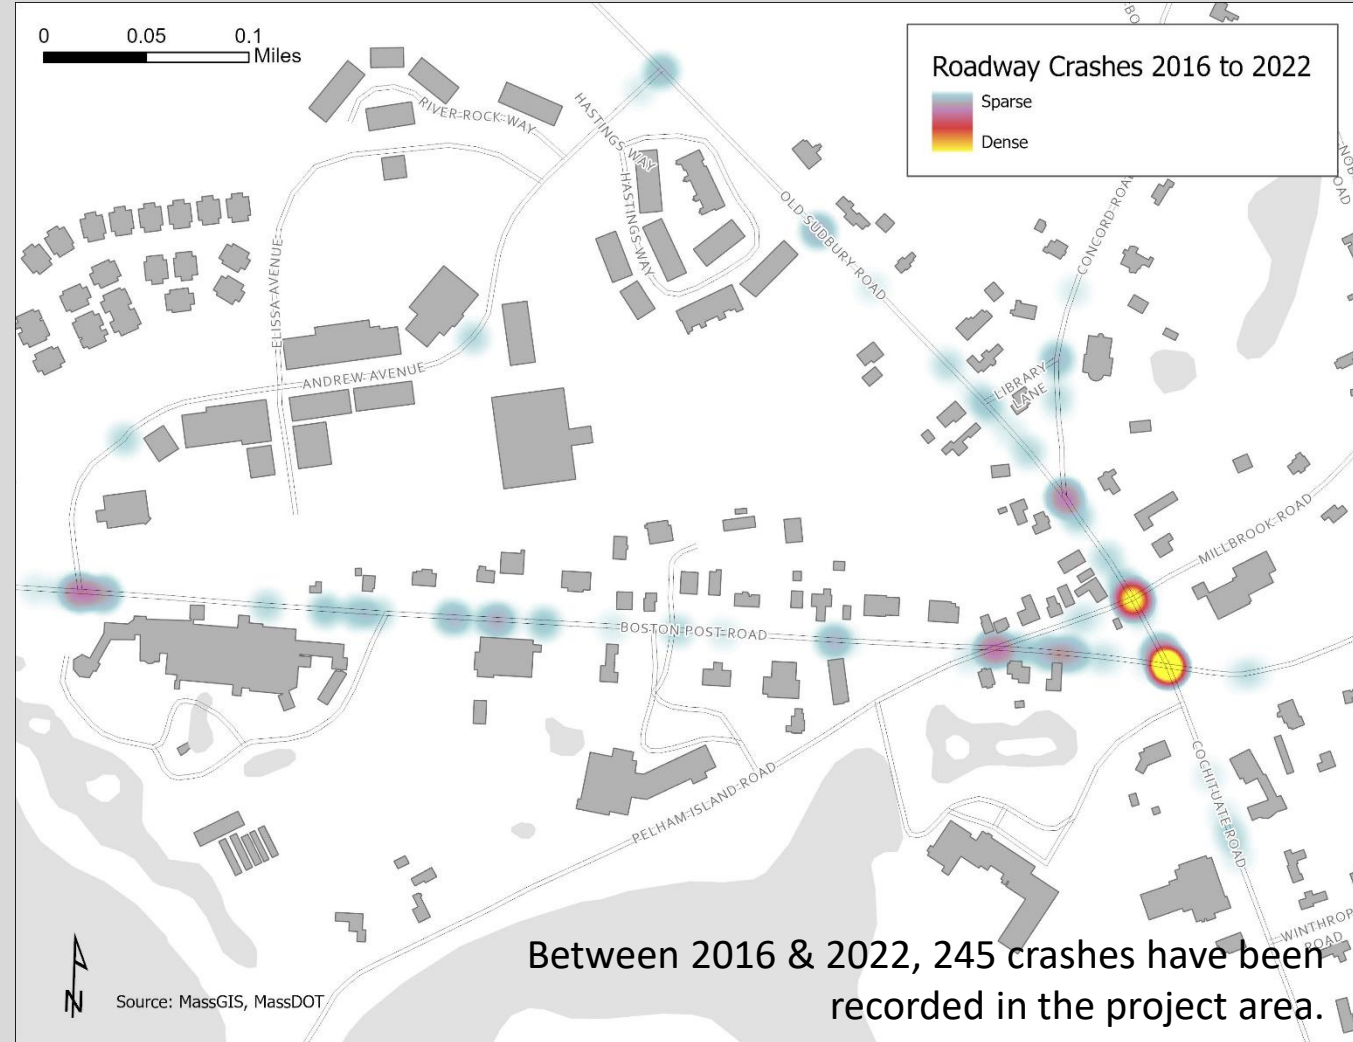 0 0.05 0.1
Miles
Roadway Crashes 2016 to 2022
Sparse
Dense
RIVER ROCK WAY
HASTINGS WAY
HASTINGS WAY
OLD SUDBURY ROAD
CONCORD ROAD
ELISSA AVENUE
ANDREW AVENUE
LIBRARY
LANE
MILLBROOK ROAD
BOSTON POST ROAD
PELHAM ISLAND ROAD
COCHITUATE ROAD
WINTHROP
ROAD
Between 2016 & 2022, 245 crashes have been
recorded in the project area.
N
Source: MassGIS, MassDOT